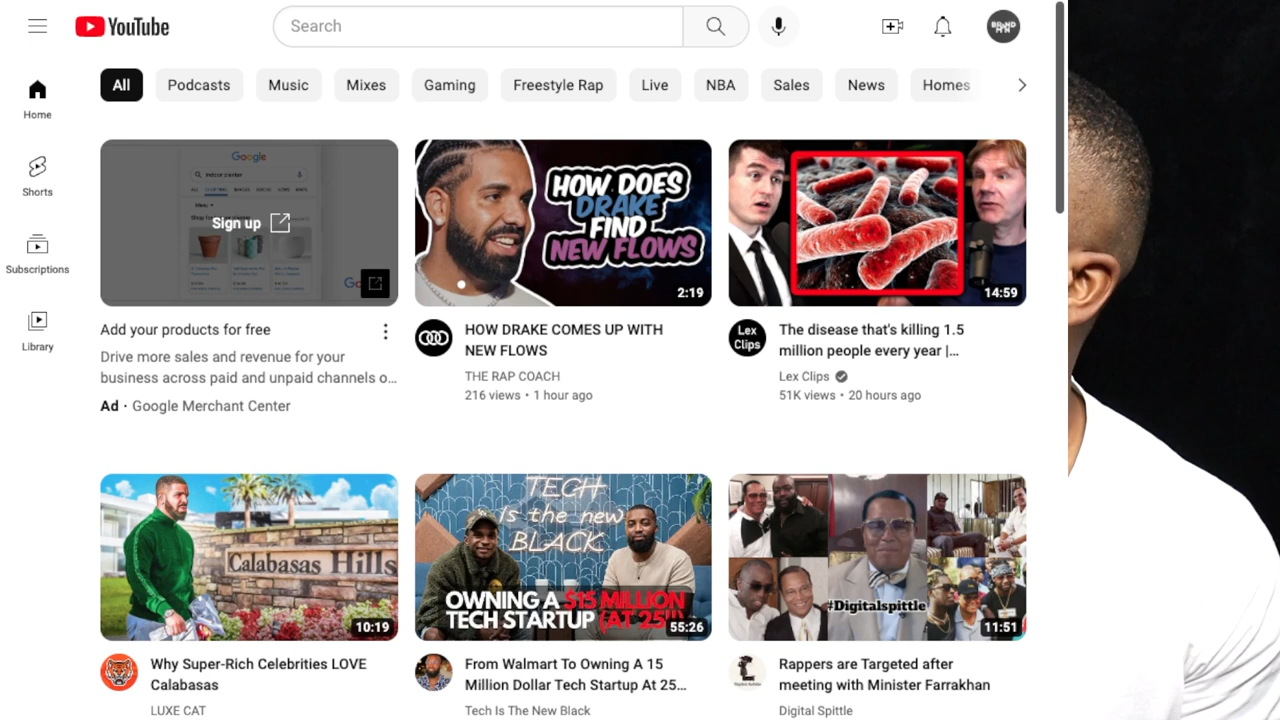 YouTube
Search
BRAND
MAN
All
Podcasts
Music
Mixes
Gaming
Freestyle Rap
Live
NBA
Sales
News
Homes
Home
Shorts
Subscriptions
Library
Google
indoor planter
Sign up
HOW DOES
DRAKE
FIND
NEW FLOWS
2:19
14:59
Add your products for free
Drive more sales and revenue for your
business across paid and unpaid channels o...
Ad · Google Merchant Center
HOW DRAKE COMES UP WITH
NEW FLOWS
THE RAP COACH
216 views • 1 hour ago
Lex
Clips
The disease that's killing 1.5
million people every year |...
Lex Clips
51K views • 20 hours ago
Calabasas Hills
10:19
TECH
is the new
BLACK
OWNING A $15 MILLION
TECH STARTUP (AT 25!)
55:26
#Digitalspittle
11:51
Why Super-Rich Celebrities LOVE
Calabasas
LUXE CAT
From Walmart To Owning A 15
Million Dollar Tech Startup At 25...
Tech Is The New Black
Rappers are Targeted after
meeting with Minister Farrakhan
Digital Spittle